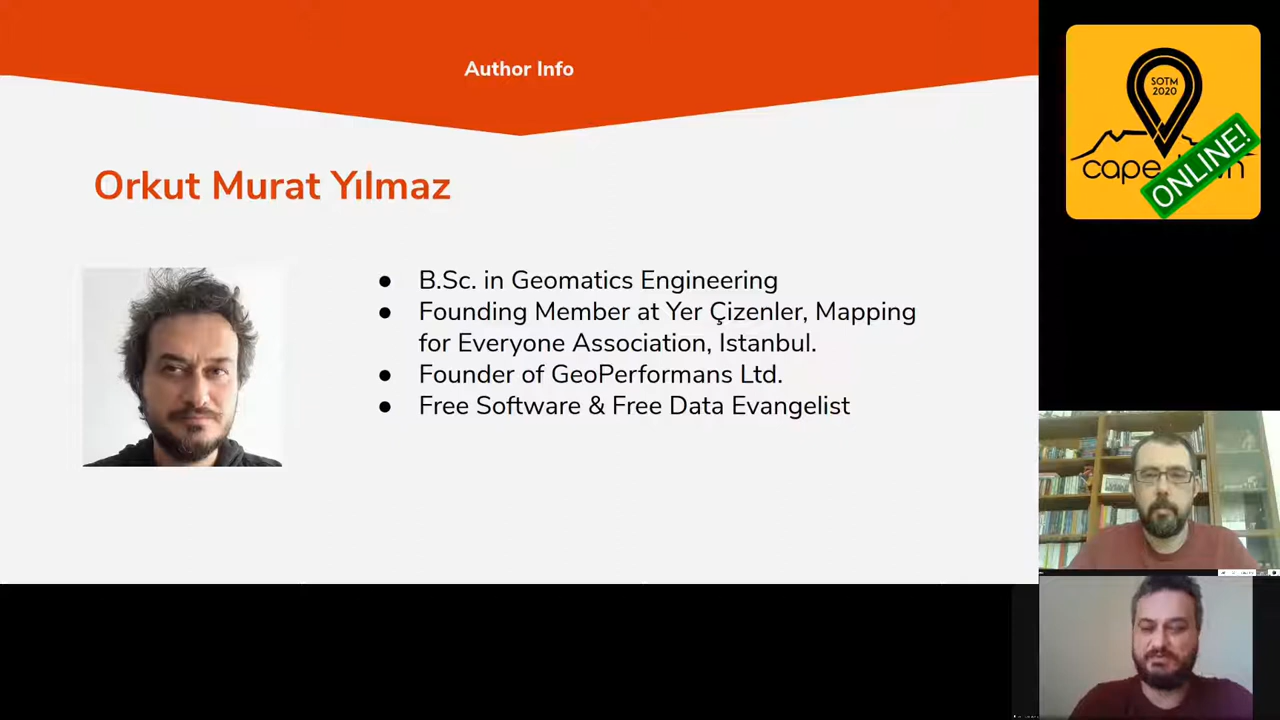 Author Info
Orkut Murat Yılmaz
● B.Sc. in Geomatics Engineering
● Founding Member at Yer Çizenler, Mapping
for Everyone Association, Istanbul.
● Founder of GeoPerformans Ltd.
● Free Software & Free Data Evangelist
SOTM
2020
ONLINE!